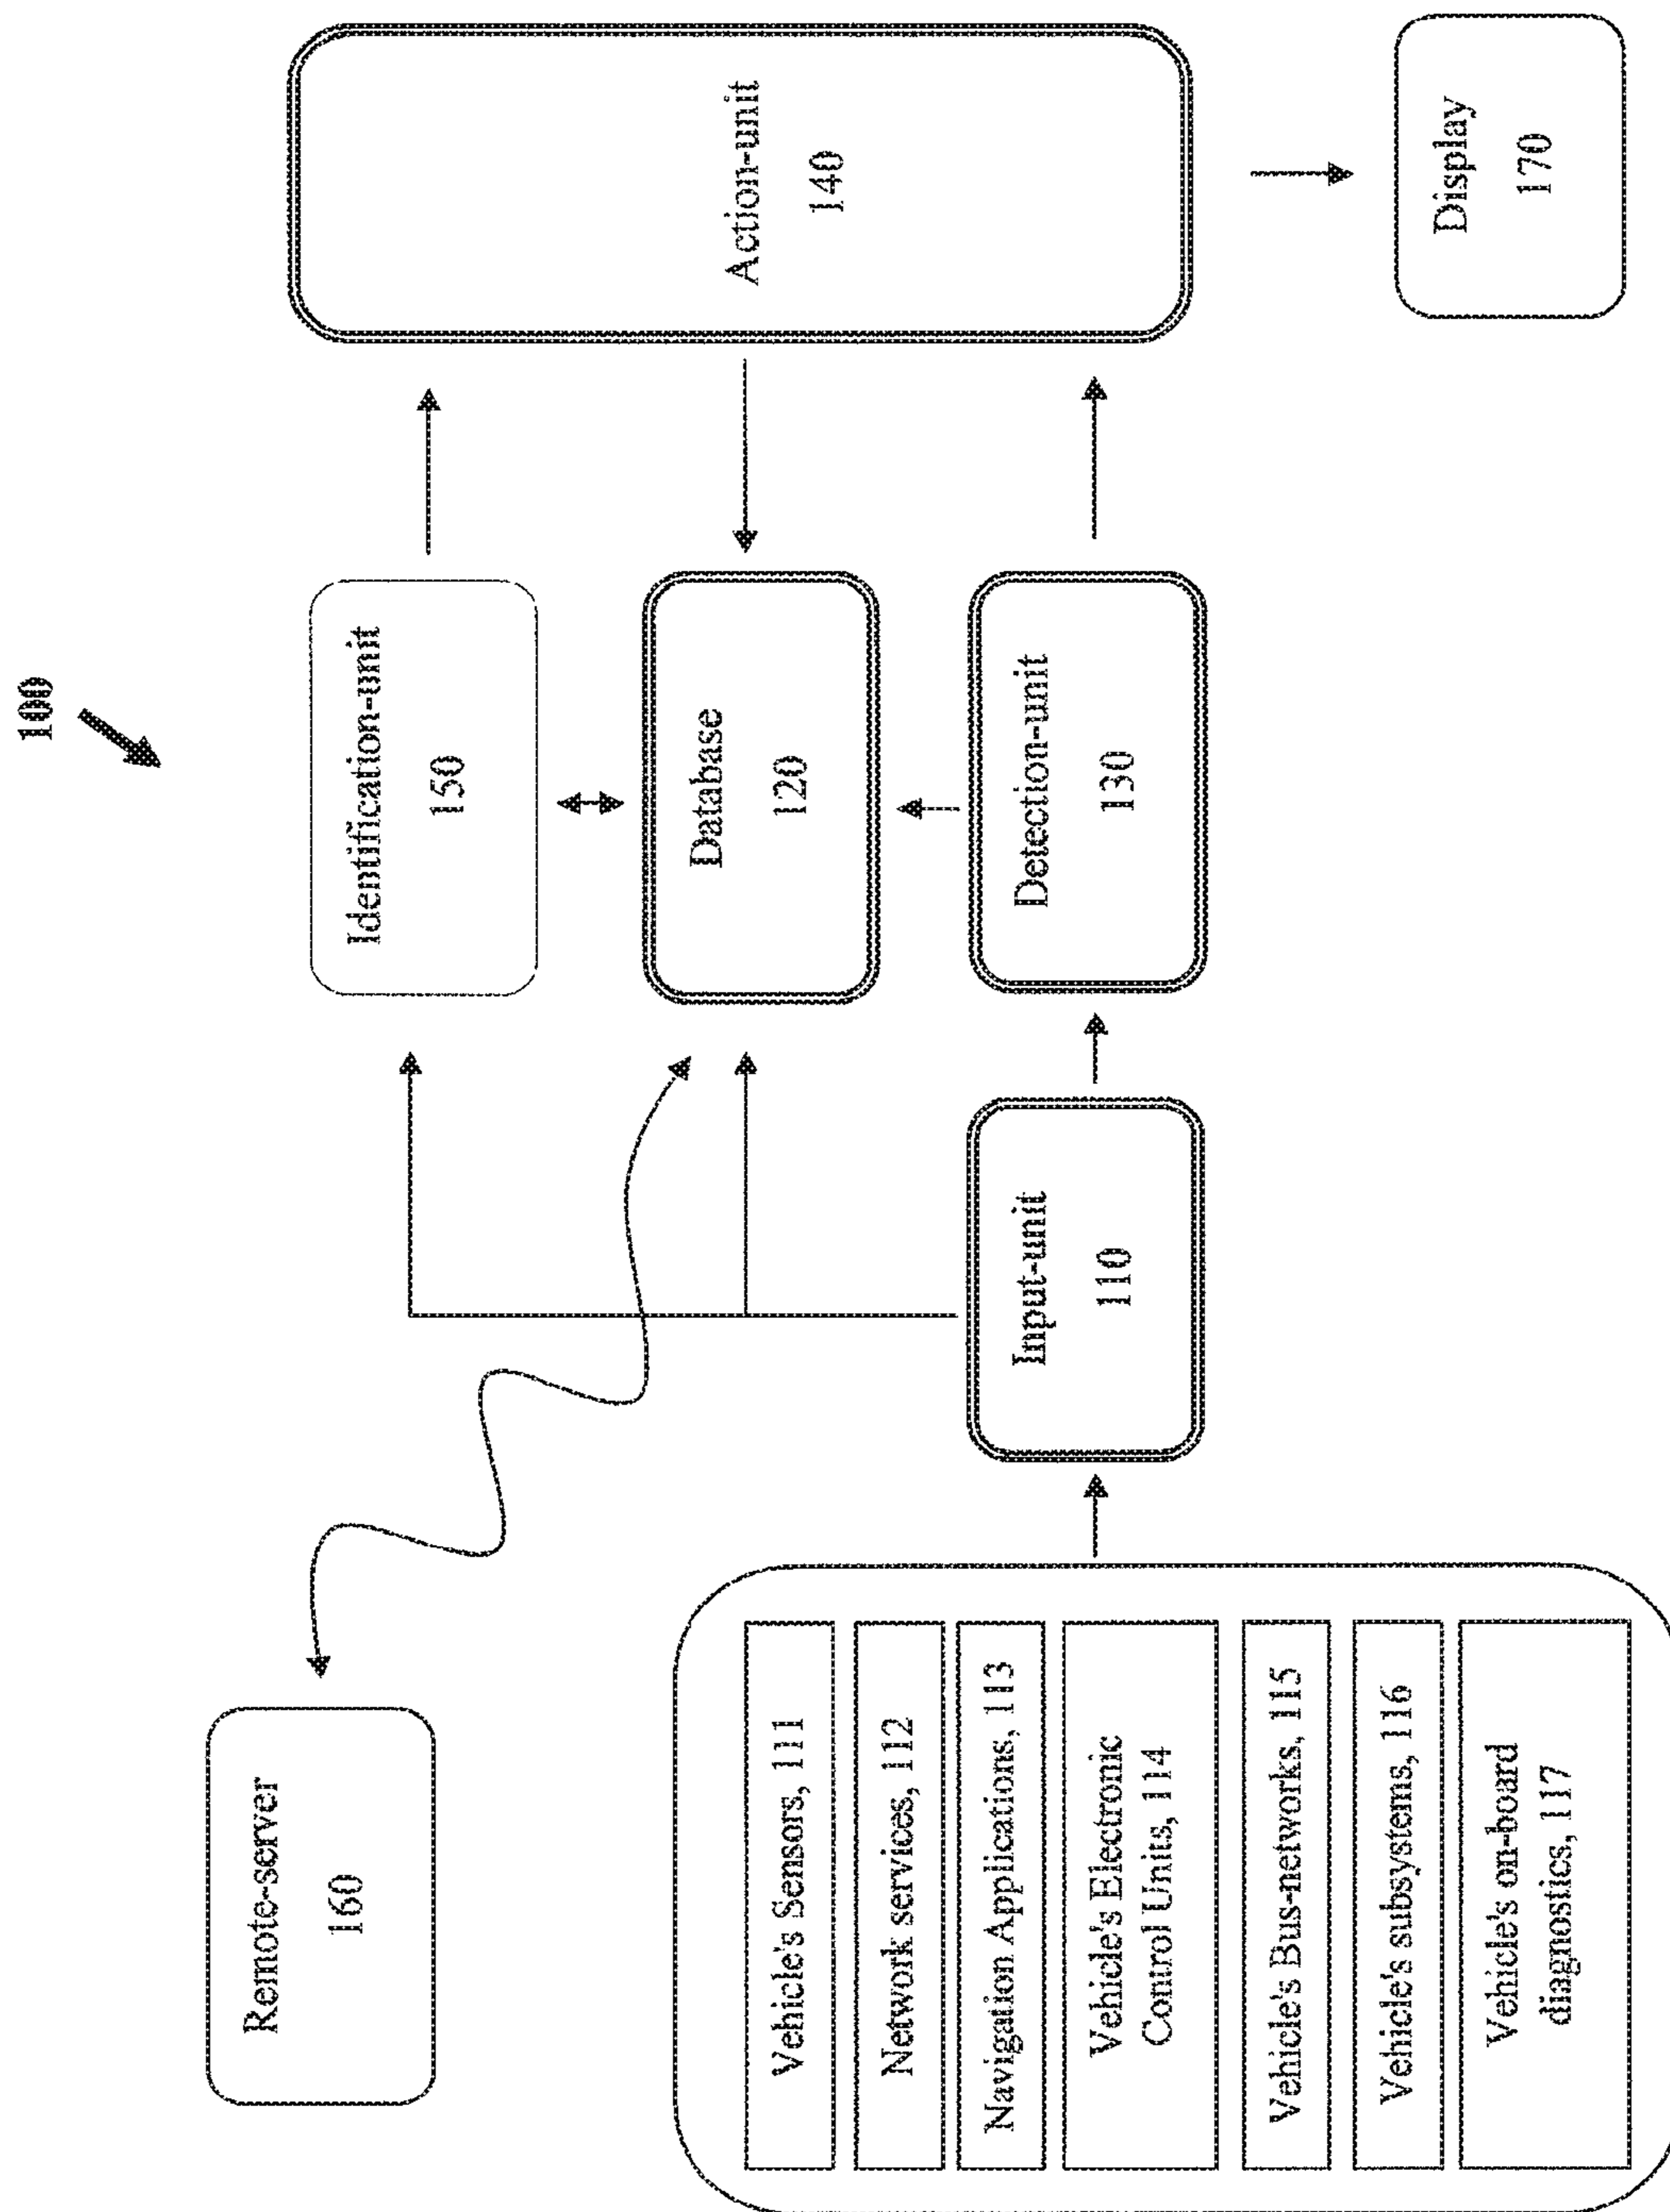 100
Remote-server
160
Identification-unit
150
Action-unit
140
Vehicle's Sensors, 111
Network services, 112
Navigation Applications, 113
Vehicle's Electronic
Control Units, 114
Vehicle's Bus-networks, 115
Vehicle's subsystems, 116
Vehicle's on-board
diagnostics, 117
Database
120
Input-unit
110
Detection-unit
130
Display
170